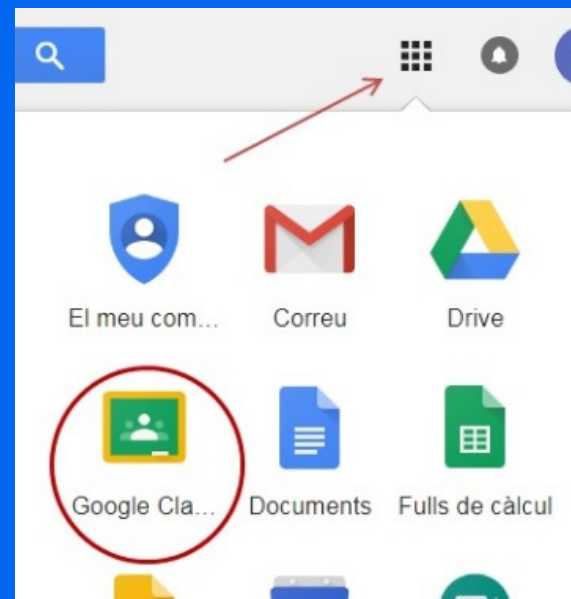 El meu com...
Correu
Drive
Google Cla...
Documents
Fulls de càlcul